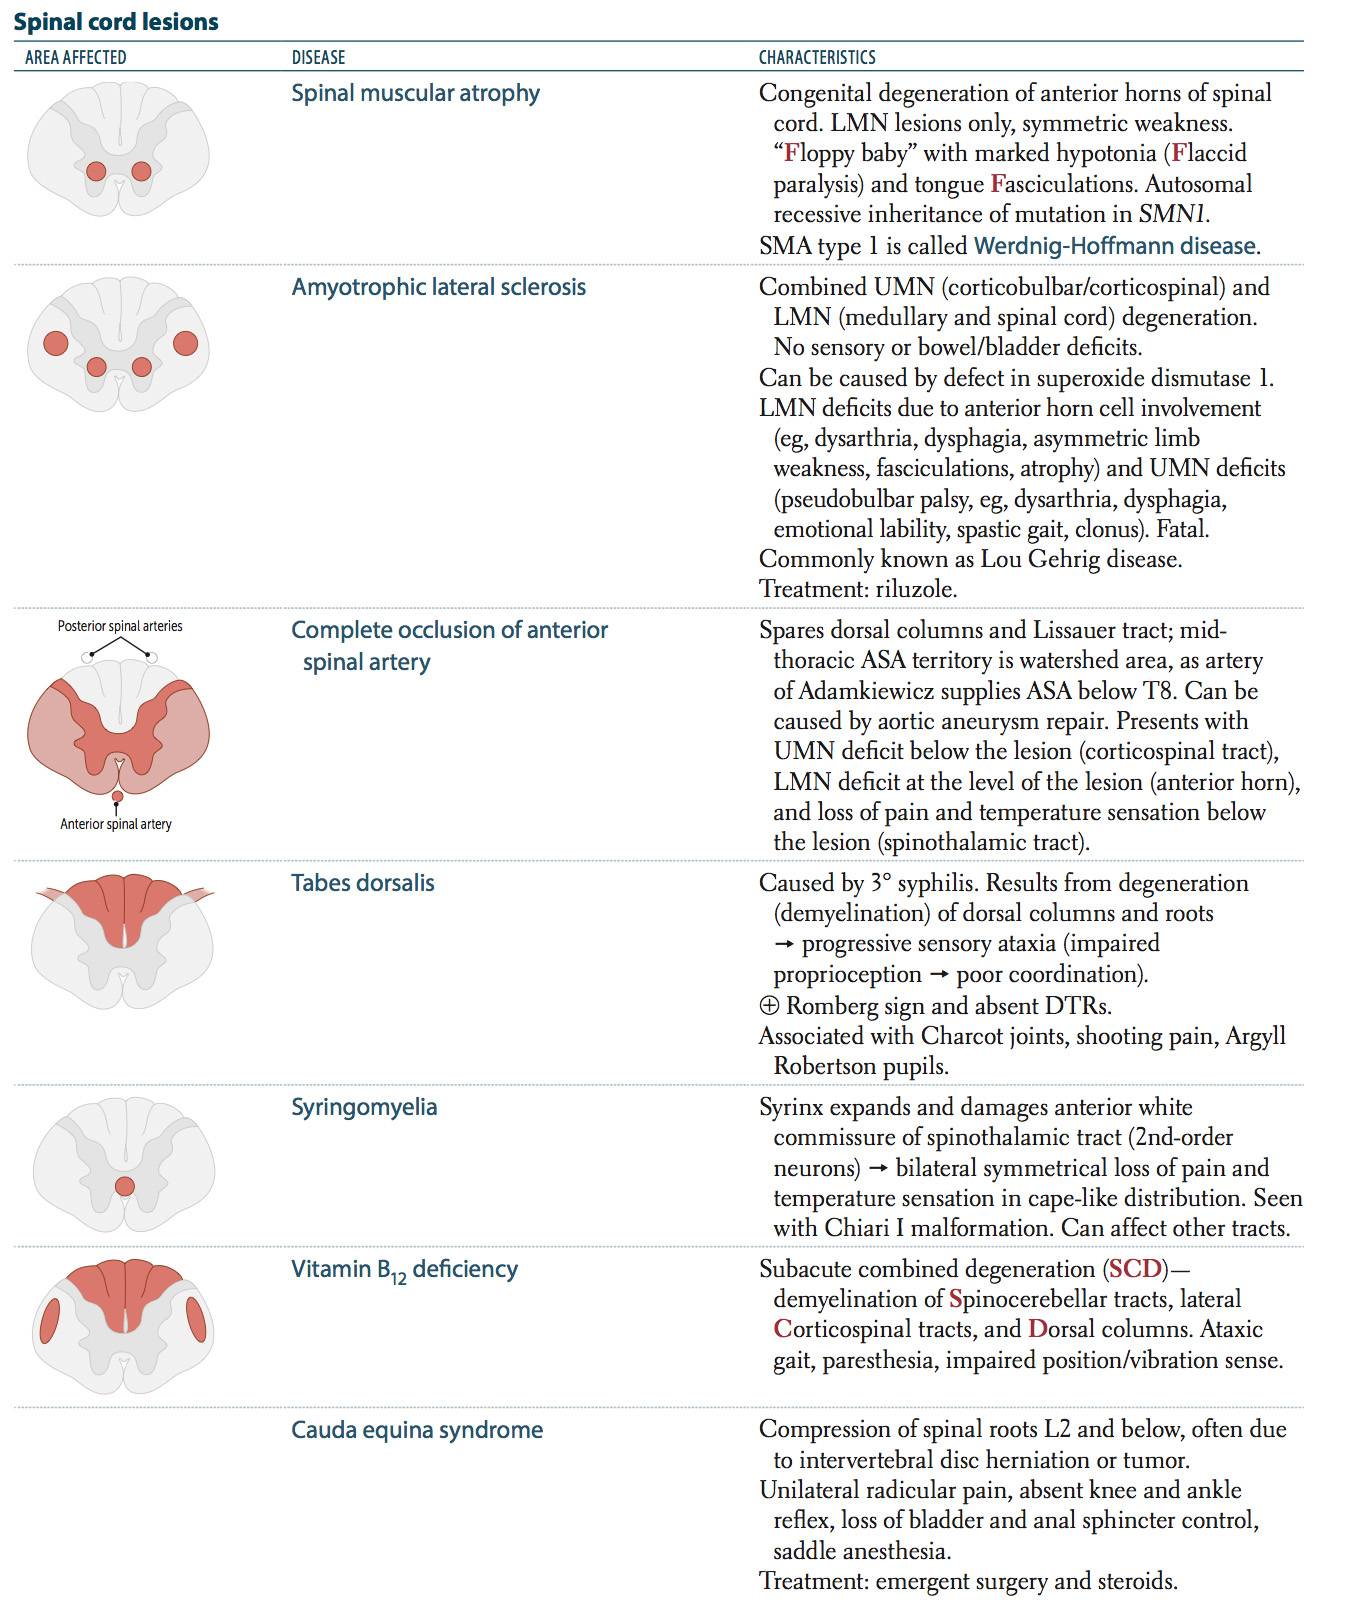 Spinal cord lesions
AREA AFFECTED
DISEASE
CHARACTERISTICS
Spinal muscular atrophy
Congenital degeneration of anterior horns of spinal
cord. LMN lesions only, symmetric weakness.
“Floppy baby” with marked hypotonia (Flaccid
paralysis) and tongue Fasciculations. Autosomal
recessive inheritance of mutation in SMN1.
SMA type 1 is called Werdnig-Hoffmann disease.
Amyotrophic lateral sclerosis
Combined UMN (corticobulbar/corticospinal) and
LMN (medullary and spinal cord) degeneration.
No sensory or bowel/bladder deficits.
Can be caused by defect in superoxide dismutase 1.
LMN deficits due to anterior horn cell involvement
(eg, dysarthria, dysphagia, asymmetric limb
weakness, fasciculations, atrophy) and UMN deficits
(pseudobulbar palsy, eg, dysarthria, dysphagia,
emotional lability, spastic gait, clonus). Fatal.
Commonly known as Lou Gehrig disease.
Treatment: riluzole.
Posterior spinal arteries
Anterior spinal artery
Complete occlusion of anterior
spinal artery
Spares dorsal columns and Lissauer tract; mid-
thoracic ASA territory is watershed area, as artery
of Adamkiewicz supplies ASA below T8. Can be
caused by aortic aneurysm repair. Presents with
UMN deficit below the lesion (corticospinal tract),
LMN deficit at the level of the lesion (anterior horn),
and loss of pain and temperature sensation below
the lesion (spinothalamic tract).
Tabes dorsalis
Caused by 3° syphilis. Results from degeneration
(demyelination) of dorsal columns and roots
→ progressive sensory ataxia (impaired
proprioception → poor coordination).
⊕ Romberg sign and absent DTRs.
Associated with Charcot joints, shooting pain, Argyll
Robertson pupils.
Syringomyelia
Syrinx expands and damages anterior white
commissure of spinothalamic tract (2nd-order
neurons) → bilateral symmetrical loss of pain and
temperature sensation in cape-like distribution. Seen
with Chiari I malformation. Can affect other tracts.
Vitamin B12 deficiency
Subacute combined degeneration (SCD)—
demyelination of Spinocerebellar tracts, lateral
Corticospinal tracts, and Dorsal columns. Ataxic
gait, paresthesia, impaired position/vibration sense.
Cauda equina syndrome
Compression of spinal roots L2 and below, often due
to intervertebral disc herniation or tumor.
Unilateral radicular pain, absent knee and ankle
reflex, loss of bladder and anal sphincter control,
saddle anesthesia.
Treatment: emergent surgery and steroids.